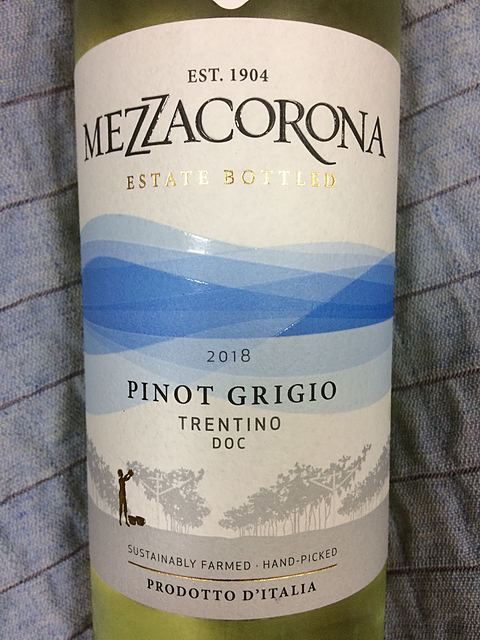 EST. 1904
MEZZACORONA
ESTATE BOTTLED
2018
PINOT GRIGIO
TRENTINO
DOC
SUSTAINABLY FARMED · HAND-PICKED
PRODOTTO D'ITALIA